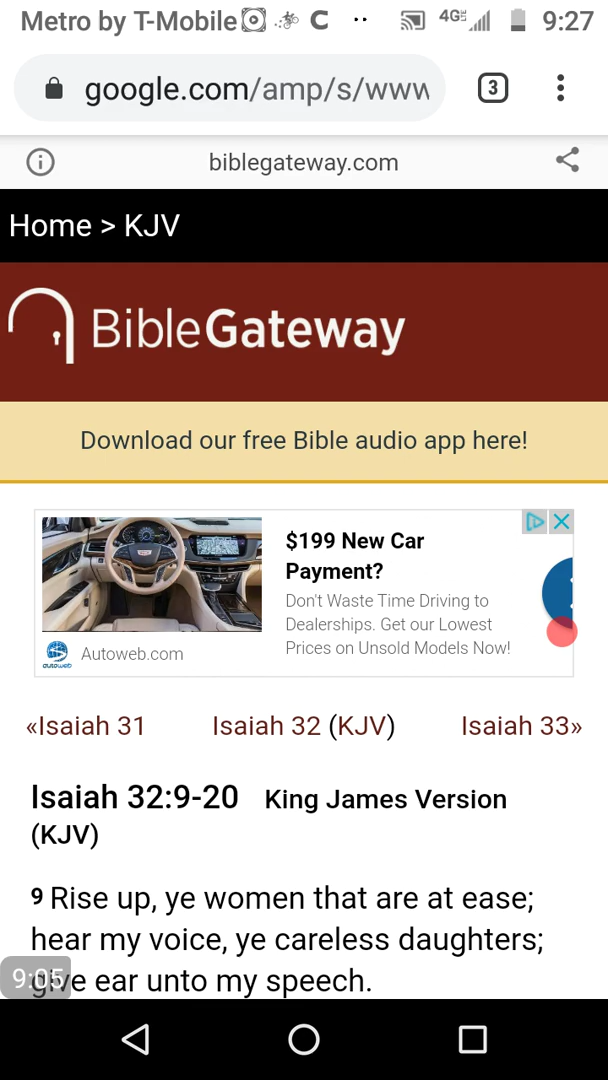 Metro by T-Mobile C 4GE 9:27
google.com/amp/s/www 3
biblegateway.com
Home > KJV
BibleGateway
Download our free Bible audio app here!
$199 New Car
Payment?
Don't Waste Time Driving to
Dealerships. Get our Lowest
Prices on Unsold Models Now!
autoweb Autoweb.com
«Isaiah 31 Isaiah 32 (KJV) Isaiah 33»
Isaiah 32:9-20 King James Version
(KJV)
9 Rise up, ye women that are at ease;
hear my voice, ye careless daughters;
give ear unto my speech.
9:05